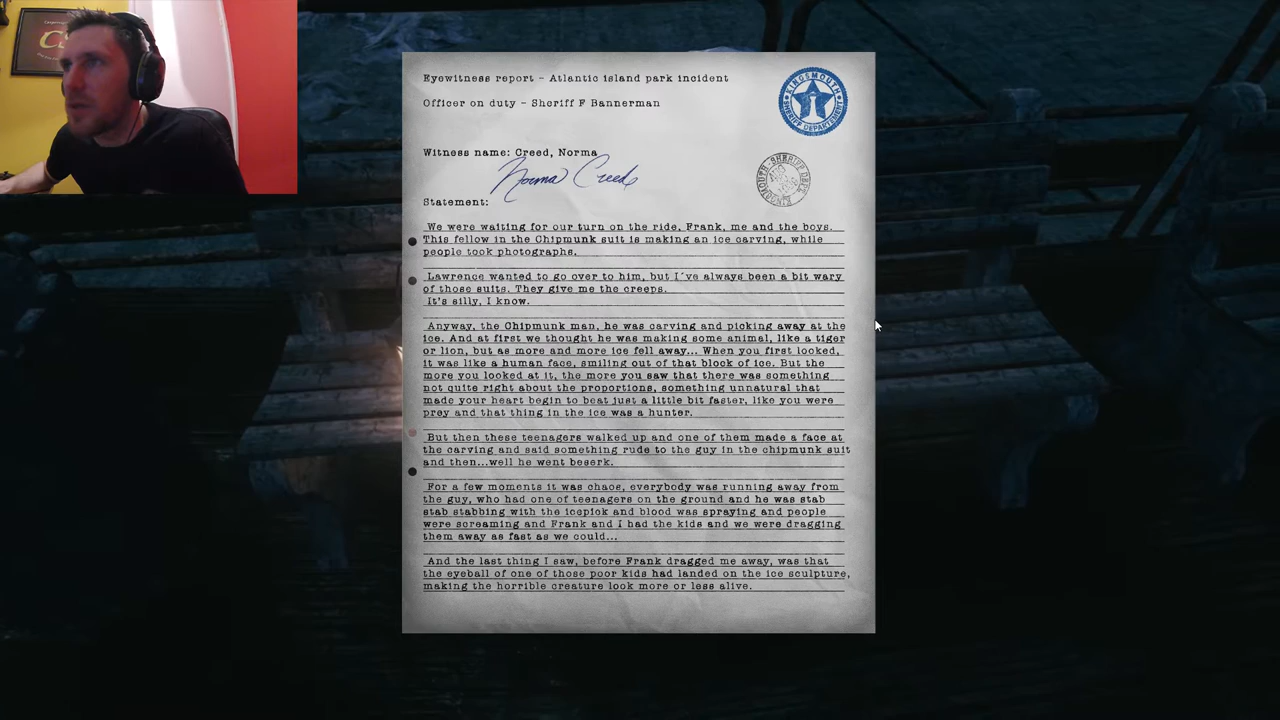 CS
Eyewitness report - Atlantic island park incident
KINGSMOUTH SHERIFF DEPARTMENT
Officer on duty - Sheriff F Bannerman
Witness name: Creed, Norma
Norma Creed
Statement:
We were waiting for our turn on the ride, Frank, me and the boys.
This fellow in the Chipmunk suit is making an ice carving, while
people took photographs.
Lawrence wanted to go over to him, but I've always been a bit wary
of those suits. They give me the creeps.
It's silly, I know.
Anyway, the Chipmunk man, he was carving and picking away at the
ice. And at first we thought he was making some animal, like a tiger
or lion, but as more and more ice fell away... When you first looked,
it was like a human face, smiling out of that block of ice. But the
more you looked at it, the more you saw that there was something
not quite right about the proportions, something unnatural that
made your heart begin to beat just a little bit faster, like you were
prey and that thing in the ice was a hunter.
But then these teenagers walked up and one of them made a face at
the carving and said something rude to the guy in the chipmunk suit
and then...well he went beserk.
For a few moments it was chaos, everybody was running away from
the guy, who had one of teenagers on the ground and he was stab
stab stabbing with the icepick and blood was spraying and people
were screaming and Frank and I had the kids and we were dragging
them away as fast as we could...
And the last thing I saw, before Frank dragged me away, was that
the eyeball of one of those poor kids had landed on the ice sculpture,
making the horrible creature look more or less alive.